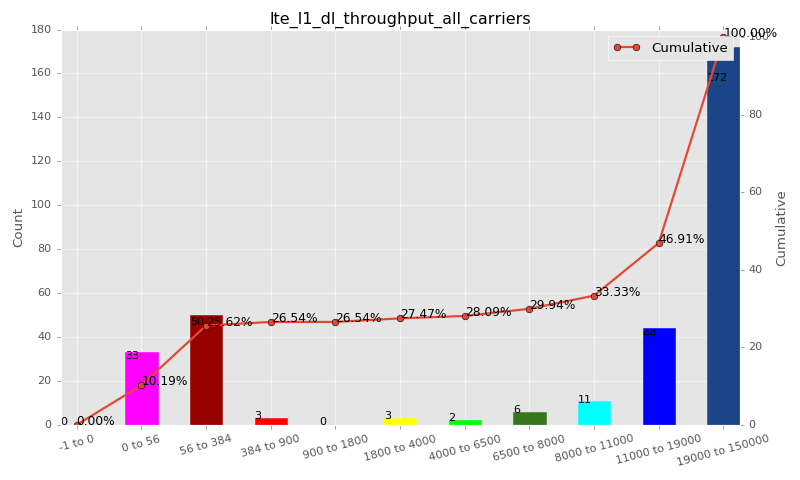 lte_l1_dl_throughput_all_carriers
Cumulative
Count
Cumulative
180
160
140
120
100
80
60
40
20
0
100
80
60
40
20
0
0
33
50
3
0
3
2
6
11
44
172
0.00%
10.19%
25.62%
26.54%
26.54%
27.47%
28.09%
29.94%
33.33%
46.91%
100.00%
-1 to 0
0 to 56
56 to 384
384 to 900
900 to 1800
1800 to 4000
4000 to 6500
6500 to 8000
8000 to 11000
11000 to 19000
19000 to 150000